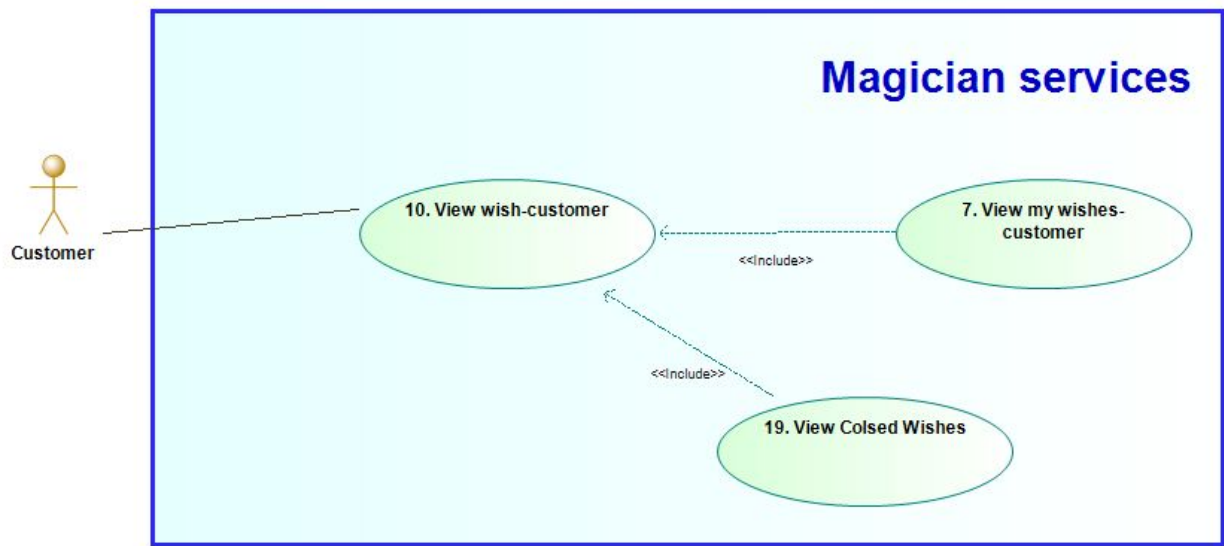 Magician services
Customer
10. View wish-customer
7. View my wishes-
customer
<<Include>>
<<Include>>
19. View Colsed Wishes